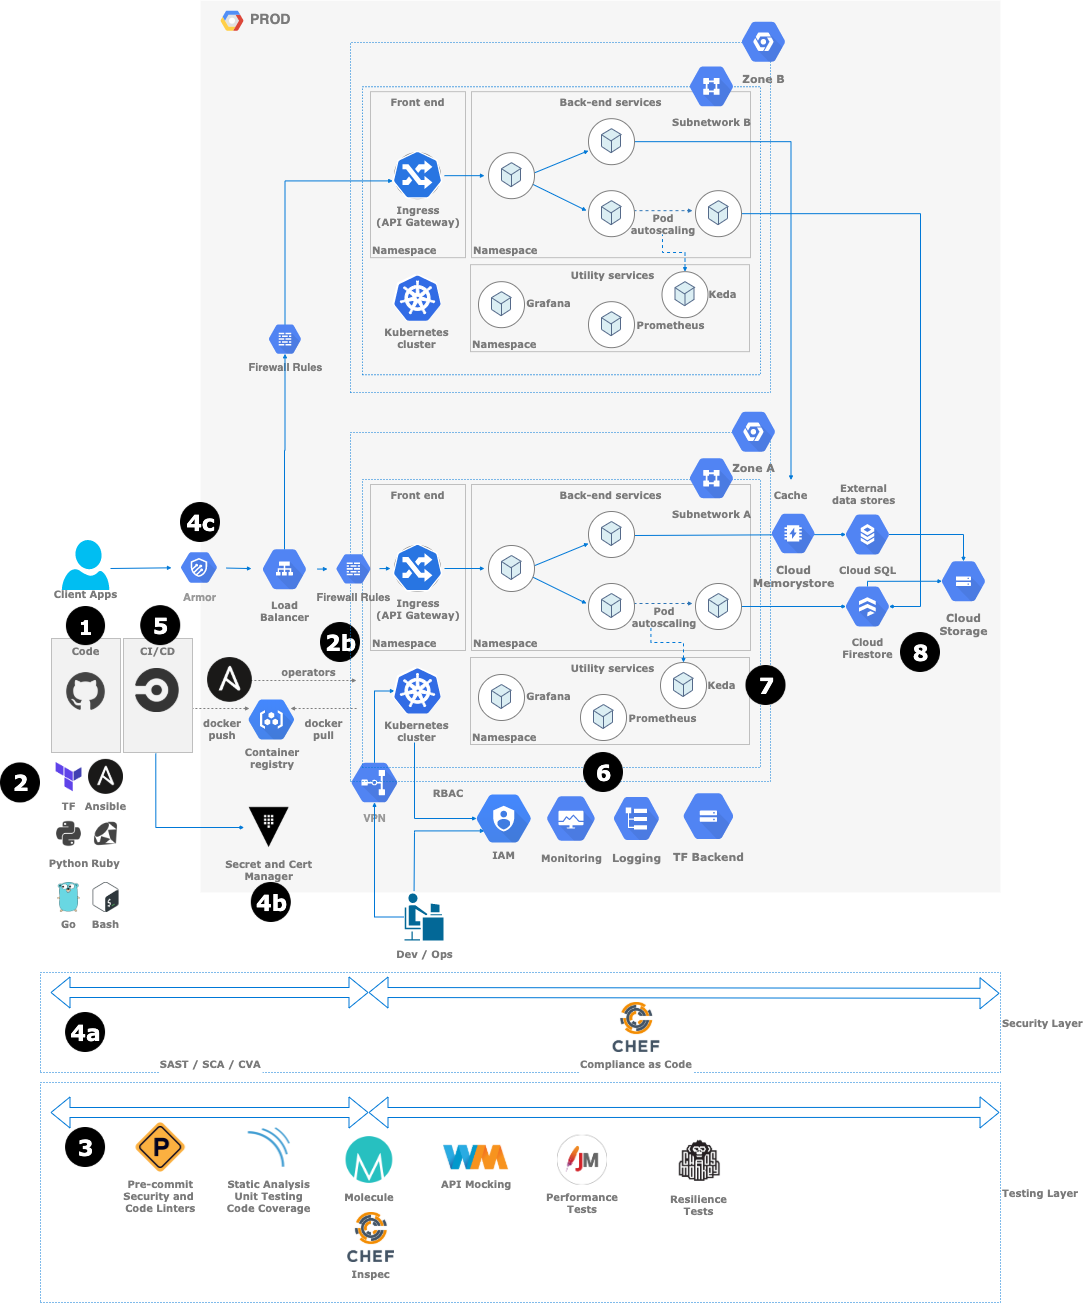 PROD
Zone B
Subnetwork B
Front end
Back-end services
Ingress
(API Gateway)
Pod
autoscaling
Namespace
Namespace
Utility services
Grafana
Keda
Prometheus
Kubernetes
cluster
Namespace
Firewall Rules
Zone A
Subnetwork A
Front end
Back-end services
Cache
External
data stores
4c
Client Apps
Armor
Load
Balancer
Firewall Rules
Ingress
(API Gateway)
Pod
autoscaling
Cloud
Memorystore
Cloud SQL
Cloud
Firestore
Cloud
Storage
8
Namespace
Namespace
1
5
2b
Code
CI/CD
operators
Utility services
Grafana
Keda
Prometheus
7
Kubernetes
cluster
Namespace
docker
push
docker
pull
Container
registry
6
2
TF
Ansible
VPN
RBAC
IAM
Monitoring
Logging
TF Backend
Python
Ruby
Secret and Cert
Manager
4b
Go
Bash
Dev / Ops
4a
CHEF
Security Layer
SAST / SCA / CVA
Compliance as Code
3
P
Pre-commit
Security and
Code Linters
Static Analysis
Unit Testing
Code Coverage
M
Molecule
WM
API Mocking
JM
Performance
Tests
Resilience
Tests
Testing Layer
CHEF
Inspec